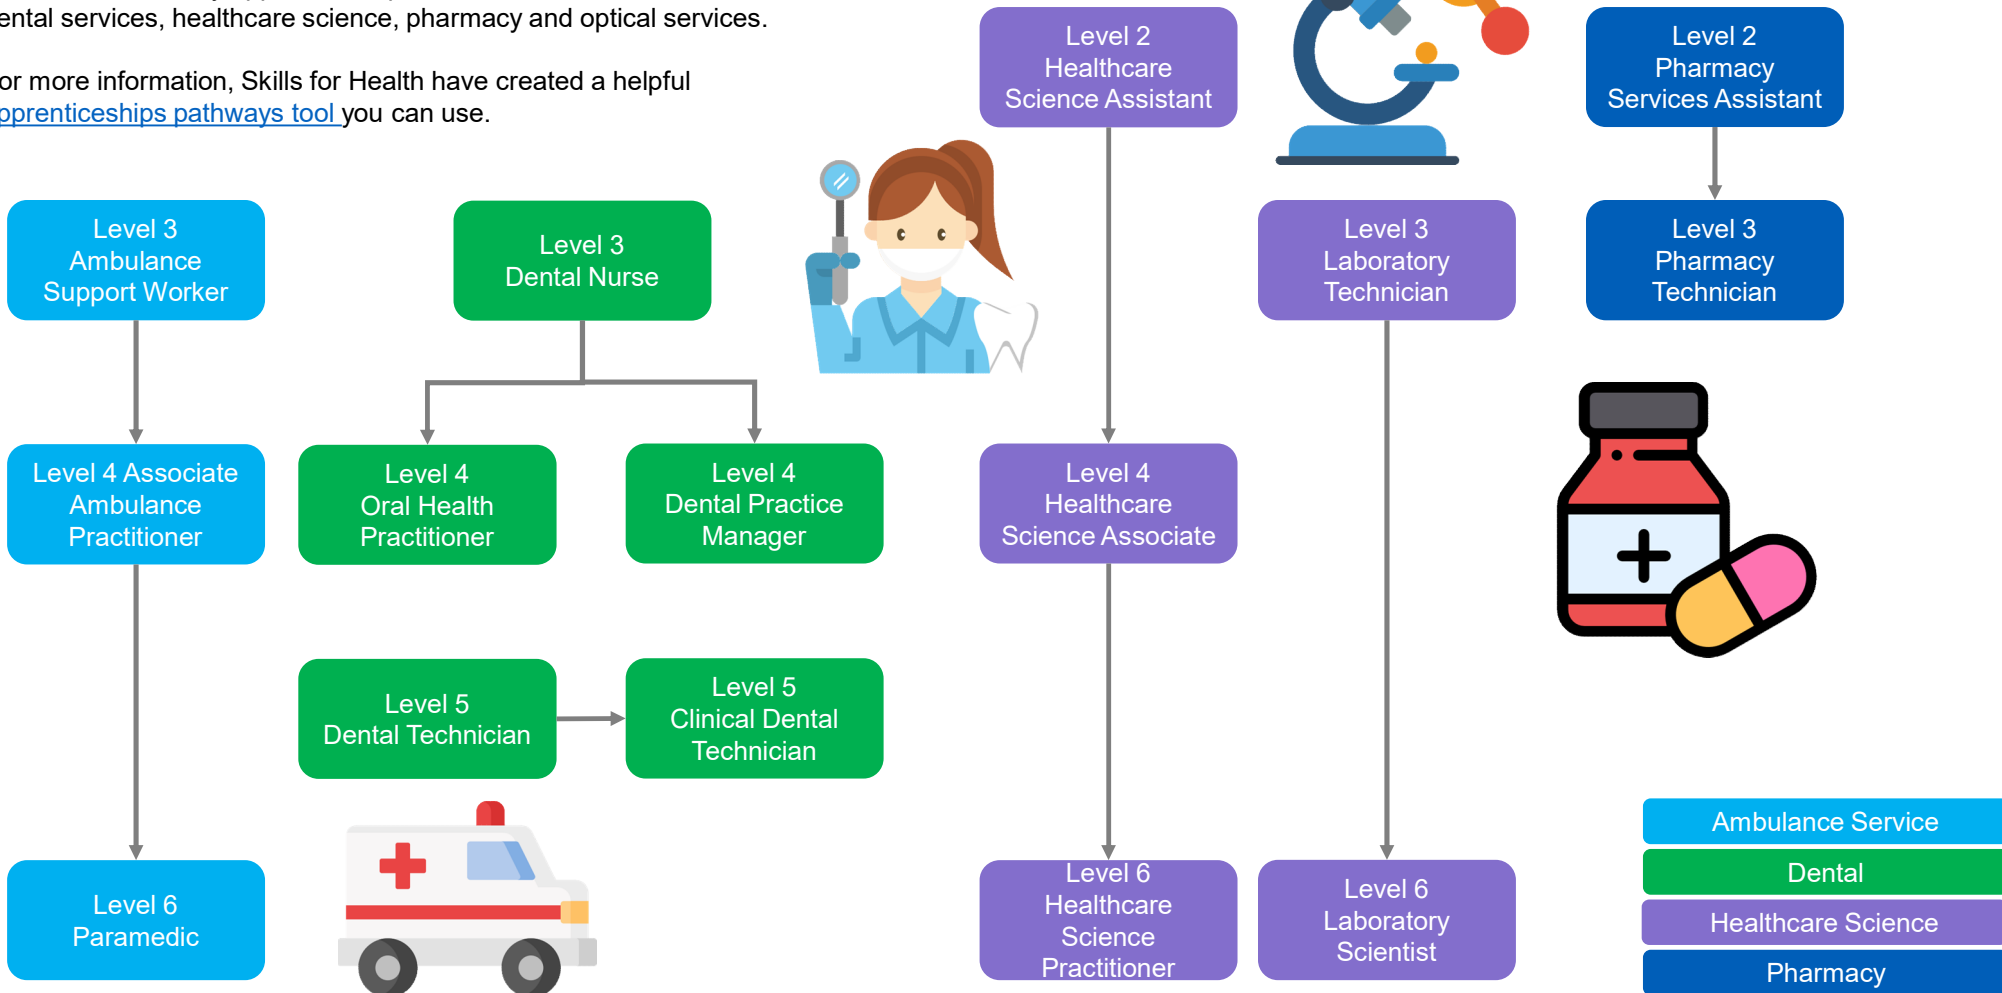 ental services, healthcare science, pharmacy and optical services.
or more information, Skills for Health have created a helpful
pprenticeships pathways tool you can use.
Level 2
Healthcare
Science Assistant
Level 2
Pharmacy
Services Assistant
Level 3
Ambulance
Support Worker
Level 3
Dental Nurse
Level 3
Laboratory
Technician
Level 3
Pharmacy
Technician
Level 4 Associate
Ambulance
Practitioner
Level 4
Oral Health
Practitioner
Level 4
Dental Practice
Manager
Level 4
Healthcare
Science Associate
Level 5
Dental Technician
Level 5
Clinical Dental
Technician
Level 6
Paramedic
Level 6
Healthcare
Science
Practitioner
Level 6
Laboratory
Scientist
Ambulance Service
Dental
Healthcare Science
Pharmacy